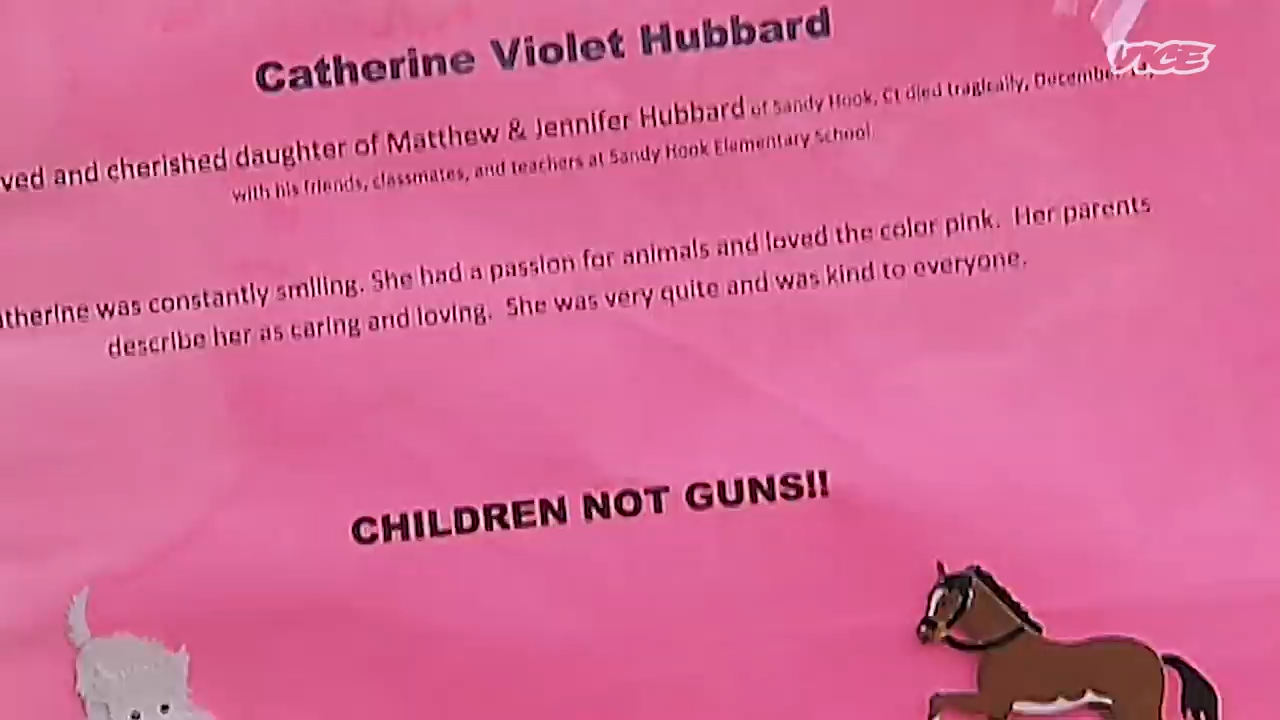 VICE
Catherine Violet Hubbard
ved and cherished daughter of Matthew & Jennifer Hubbard of Sandy Hook, Ct died tragically, December
with his friends, classmates, and teachers at Sandy Hook Elementary School
atherine was constantly smiling. She had a passion for animals and loved the color pink. Her parents
describe her as caring and loving. She was very quite and was kind to everyone.
CHILDREN NOT GUNS!!